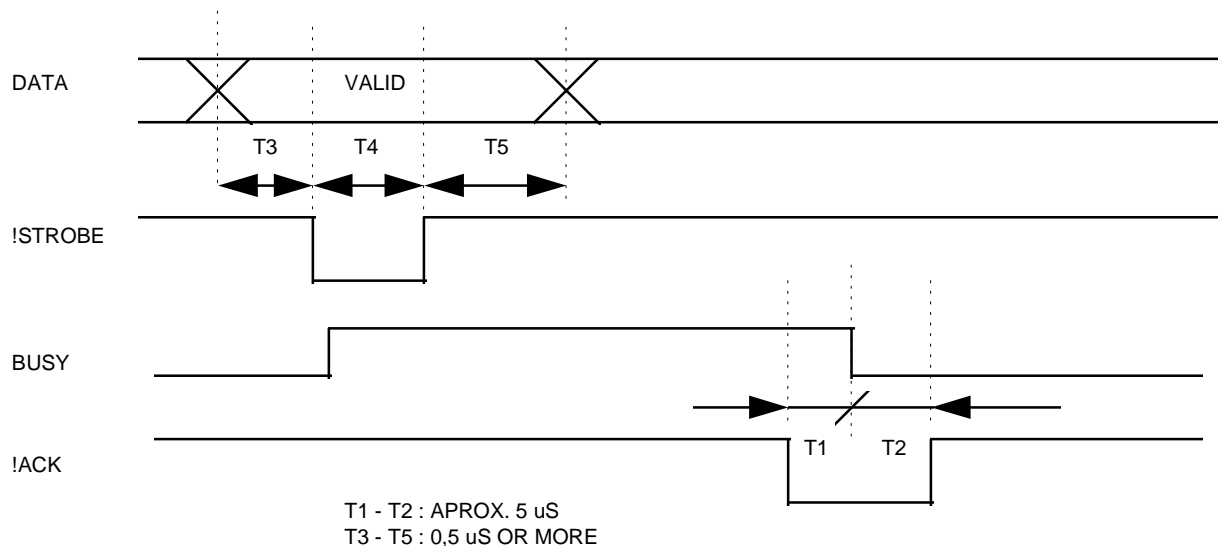 DATA
VALID
T3
T4
T5
!STROBE
BUSY
T1
T2
!ACK
T1 - T2 : APROX. 5 uS
T3 - T5 : 0,5 uS OR MORE